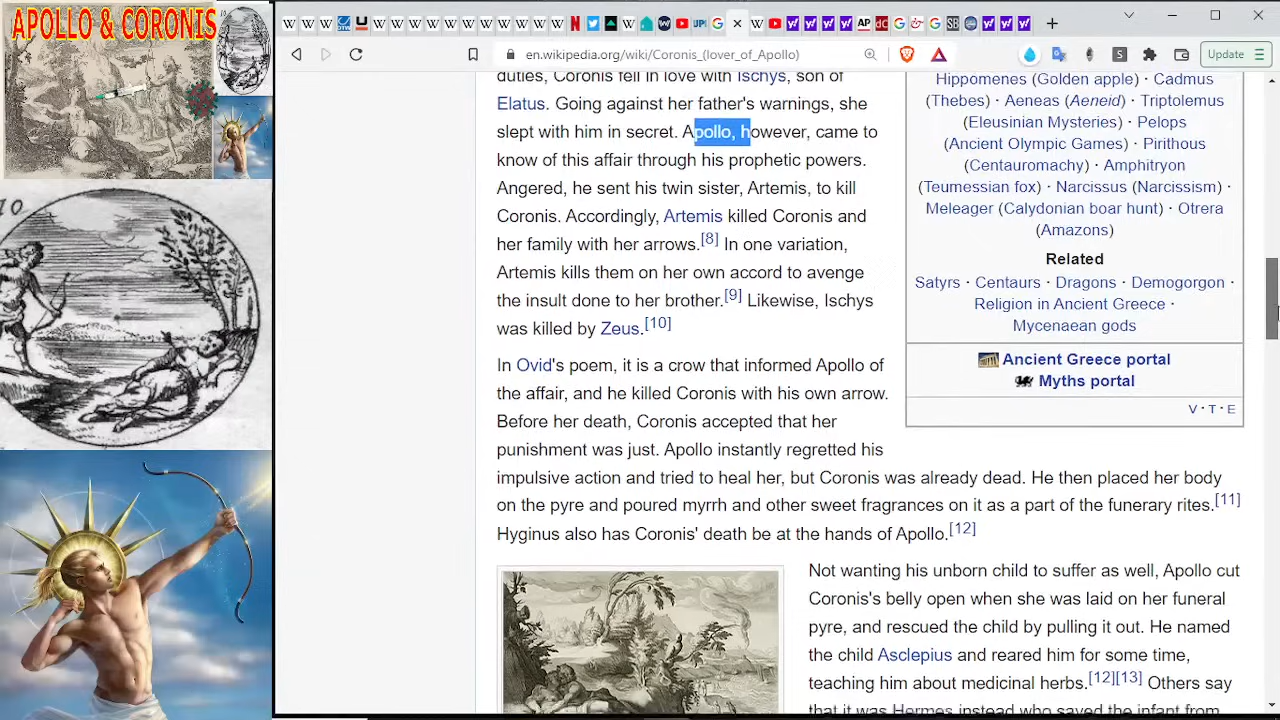 APOLLO & CORONIS
10
en.wikipedia.org/wiki/Coronis_(lover_of_Apollo)
Update
duties, Coronis fell in love with Ischys, son of
Elatus. Going against her father's warnings, she
slept with him in secret. Apollo, however, came to
know of this affair through his prophetic powers.
Angered, he sent his twin sister, Artemis, to kill
Coronis. Accordingly, Artemis killed Coronis and
her family with her arrows.[8] In one variation,
Artemis kills them on her own accord to avenge
the insult done to her brother.[9] Likewise, Ischys
was killed by Zeus.[10]
In Ovid's poem, it is a crow that informed Apollo of
the affair, and he killed Coronis with his own arrow.
Before her death, Coronis accepted that her
punishment was just. Apollo instantly regretted his
impulsive action and tried to heal her, but Coronis was already dead. He then placed her body
on the pyre and poured myrrh and other sweet fragrances on it as a part of the funerary rites.[11]
Hyginus also has Coronis' death be at the hands of Apollo.[12]
Not wanting his unborn child to suffer as well, Apollo cut
Coronis's belly open when she was laid on her funeral
pyre, and rescued the child by pulling it out. He named
the child Asclepius and reared him for some time,
teaching him about medicinal herbs.[12][13] Others say
that it was Hermes instead who saved the infant from
Hippomenes (Golden apple) · Cadmus
(Thebes) · Aeneas (Aeneid) · Triptolemus
(Eleusinian Mysteries) · Pelops
(Ancient Olympic Games) · Pirithous
(Centauromachy) · Amphitryon
(Teumessian fox) · Narcissus (Narcissism) ·
Meleager (Calydonian boar hunt) · Otrera
(Amazons)
Related
Satyrs · Centaurs · Dragons · Demogorgon ·
Religion in Ancient Greece ·
Mycenaean gods
Ancient Greece portal
Myths portal
V · T · E